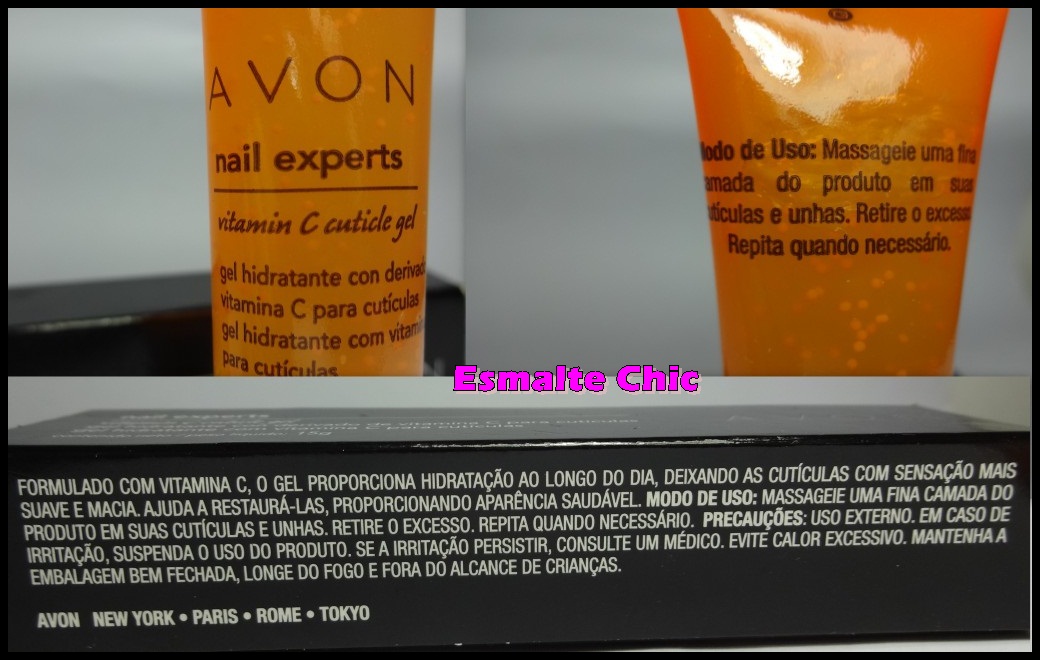 AVON
nail experts
vitamin C cuticle gel
gel hidratante con derivado
vitamina C para cutículas
gel hidratante com vitamin
para cutículas
Modo de Uso: Massageie uma fina
camada do produto em suas
cutículas e unhas. Retire o excesso
Repita quando necessário.
Esmalte Chic
nail experts
15g
FORMULADO COM VITAMINA C, O GEL PROPORCIONA HIDRATAÇÃO AO LONGO DO DIA, DEIXANDO AS CUTÍCULAS COM SENSAÇÃO MAIS
SUAVE E MACIA. AJUDA A RESTAURÁ-LAS, PROPORCIONANDO APARÊNCIA SAUDÁVEL. MODO DE USO: MASSAGEIE UMA FINA CAMADA DO
PRODUTO EM SUAS CUTÍCULAS E UNHAS. RETIRE O EXCESSO. REPITA QUANDO NECESSÁRIO. PRECAUÇÕES: USO EXTERNO. EM CASO DE
IRRITAÇÃO, SUSPENDA O USO DO PRODUTO. SE A IRRITAÇÃO PERSISTIR, CONSULTE UM MÉDICO. EVITE CALOR EXCESSIVO. MANTENHA A
EMBALAGEM BEM FECHADA, LONGE DO FOGO E FORA DO ALCANCE DE CRIANÇAS.
AVON NEW YORK • PARIS • ROME • TOKYO